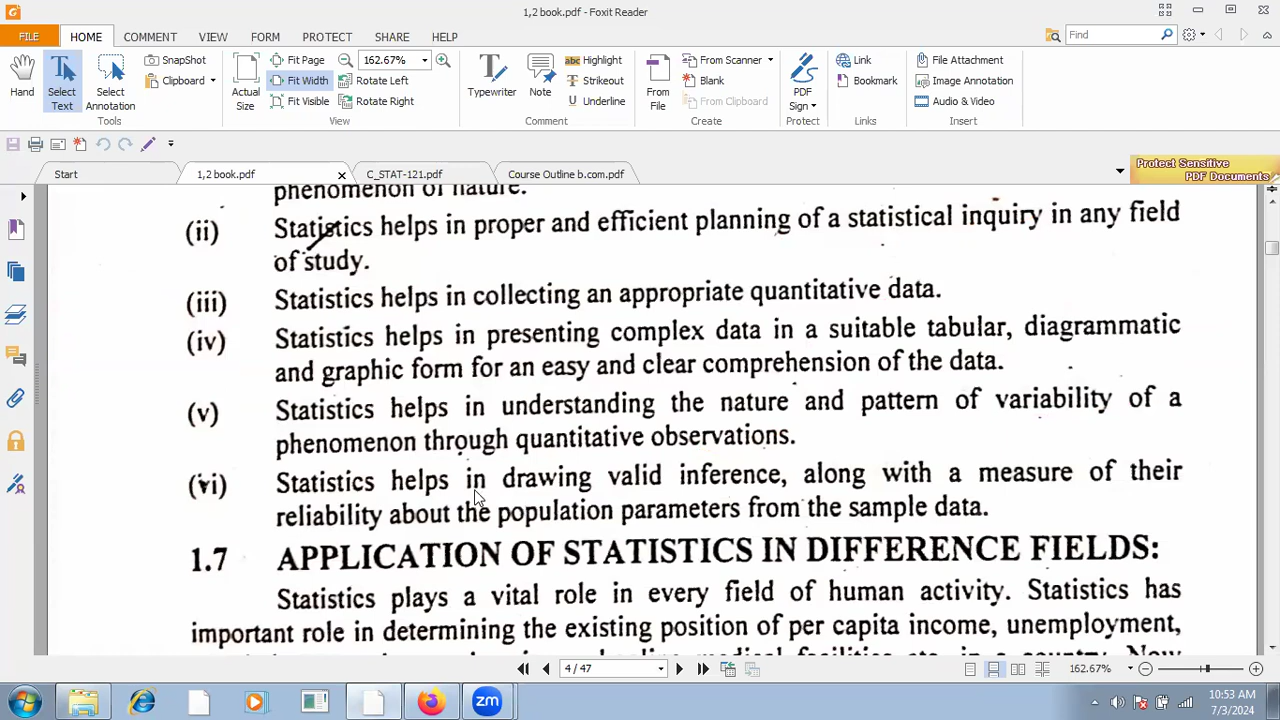 1,2 book.pdf - Foxit Reader
FILE HOME COMMENT VIEW FORM PROTECT SHARE HELP
Find
Hand
Select Text
Select Annotation
SnapShot
Clipboard
Tools
Actual Size
Fit Page
Fit Width
Fit Visible
162.67%
Rotate Left
Rotate Right
View
Typewriter
Note
Highlight
Strikeout
Underline
Comment
From File
From Scanner
Blank
From Clipboard
Create
PDF Sign
Protect
Link
Bookmark
Links
File Attachment
Image Annotation
Audio & Video
Insert
Start 1,2 book.pdf C_STAT-121.pdf Course Outline b.com.pdf
Protect Sensitive
PDF Documents
phenomenon of nature.
(ii) Statistics helps in proper and efficient planning of a statistical inquiry in any field
of study.
(iii) Statistics helps in collecting an appropriate quantitative data.
(iv) Statistics helps in presenting complex data in a suitable tabular, diagrammatic
and graphic form for an easy and clear comprehension of the data.
(v) Statistics helps in understanding the nature and pattern of variability of a
phenomenon through quantitative observations.
(vi) Statistics helps in drawing valid inference, along with a measure of their
reliability about the population parameters from the sample data.
1.7 APPLICATION OF STATISTICS IN DIFFERENCE FIELDS:
Statistics plays a vital role in every field of human activity. Statistics has
important role in determining the existing position of per capita income, unemployment,
medical facilities etc. in a country. Now
4 / 47
162.67%
zm
10:53 AM
7/3/2024